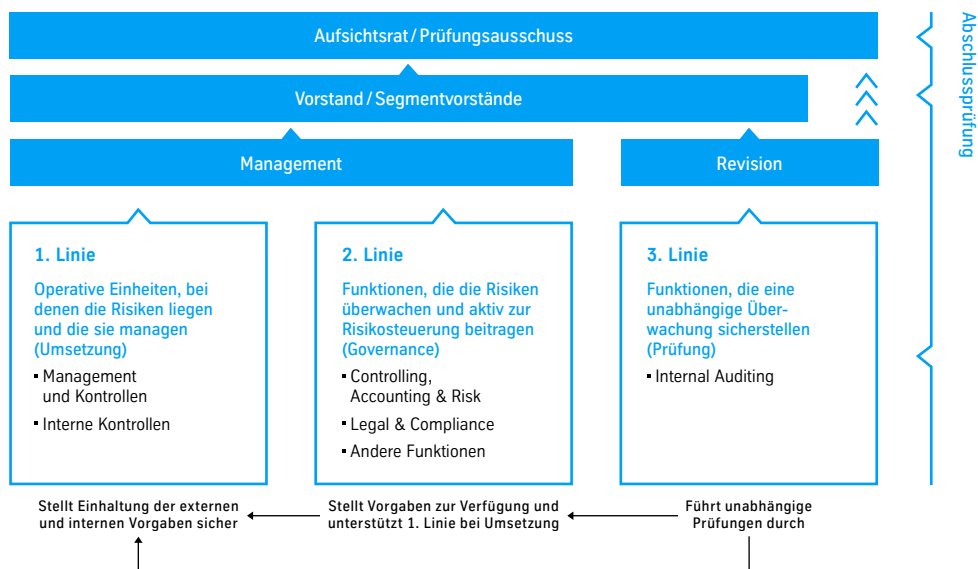 Aufsichtsrat / Prüfungsausschuss
Vorstand / Segmentvorstände
Management
Revision
Abschlussprüfung
1. Linie
Operative Einheiten, bei
denen die Risiken liegen
und die sie managen
(Umsetzung)
▪ Management
und Kontrollen
▪ Interne Kontrollen
2. Linie
Funktionen, die die Risiken
überwachen und aktiv zur
Risikosteuerung beitragen
(Governance)
▪ Controlling,
Accounting & Risk
▪ Legal & Compliance
▪ Andere Funktionen
3. Linie
Funktionen, die eine
unabhängige Über-
wachung sicherstellen
(Prüfung)
▪ Internal Auditing
Stellt Einhaltung der externen
und internen Vorgaben sicher
Stellt Vorgaben zur Verfügung und
unterstützt 1. Linie bei Umsetzung
Führt unabhängige
Prüfungen durch